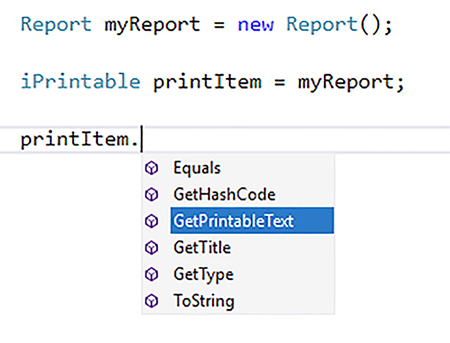 Report myReport = new Report();
iPrintable printItem = myReport;
printItem.
Equals
GetHashCode
GetPrintableText
GetTitle
GetType
ToString